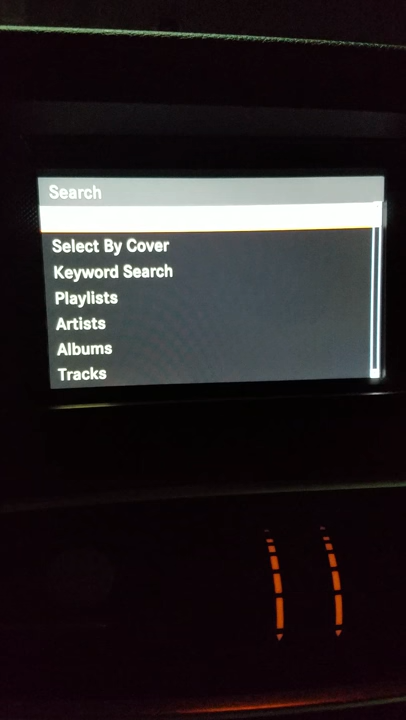 Search
Select By Cover
Keyword Search
Playlists
Artists
Albums
Tracks